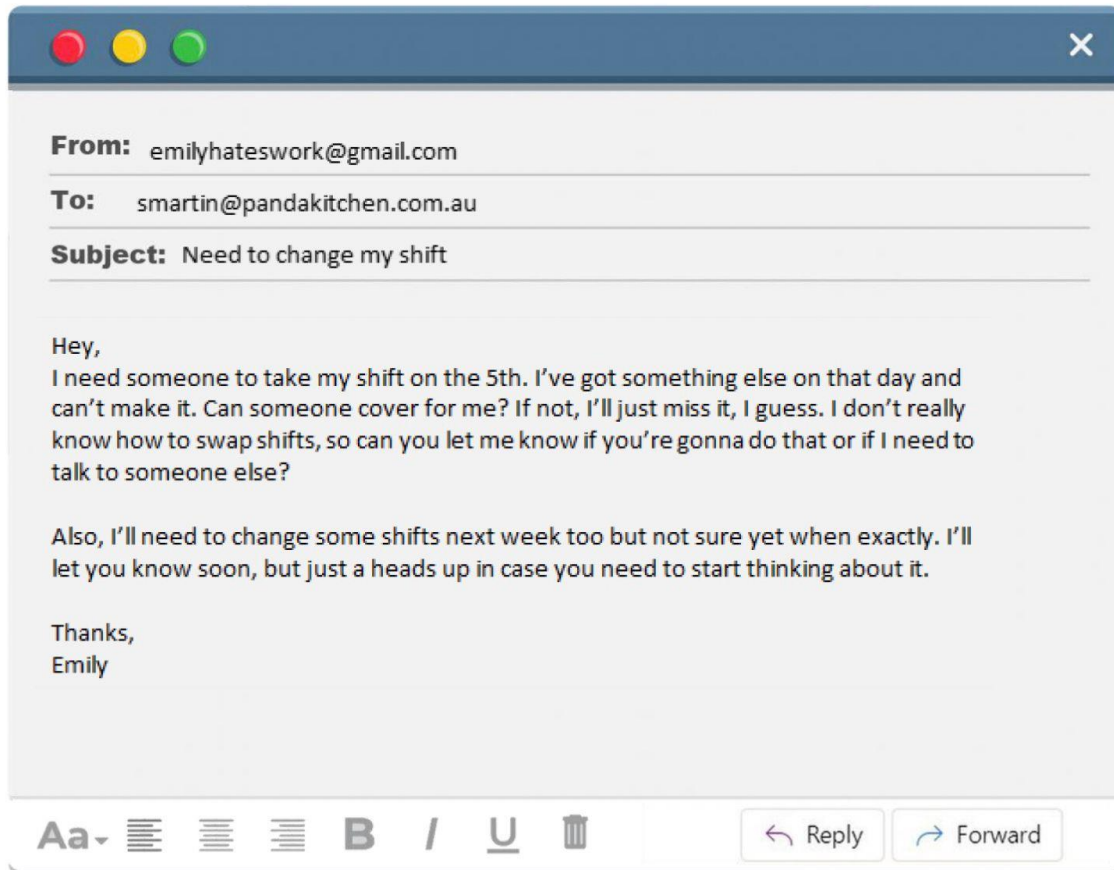 From: emilyhateswork@gmail.com
To: smartin@pandakitchen.com.au
Subject: Need to change my shift
Hey,
I need someone to take my shift on the 5th. I’ve got something else on that day and
can’t make it. Can someone cover for me? If not, I’ll just miss it, I guess. I don’t really
know how to swap shifts, so can you let me know if you’re gonna do that or if I need to
talk to someone else?
Also, I’ll need to change some shifts next week too but not sure yet when exactly. I’ll
let you know soon, but just a heads up in case you need to start thinking about it.
Thanks,
Emily
Aa B I U Reply Forward